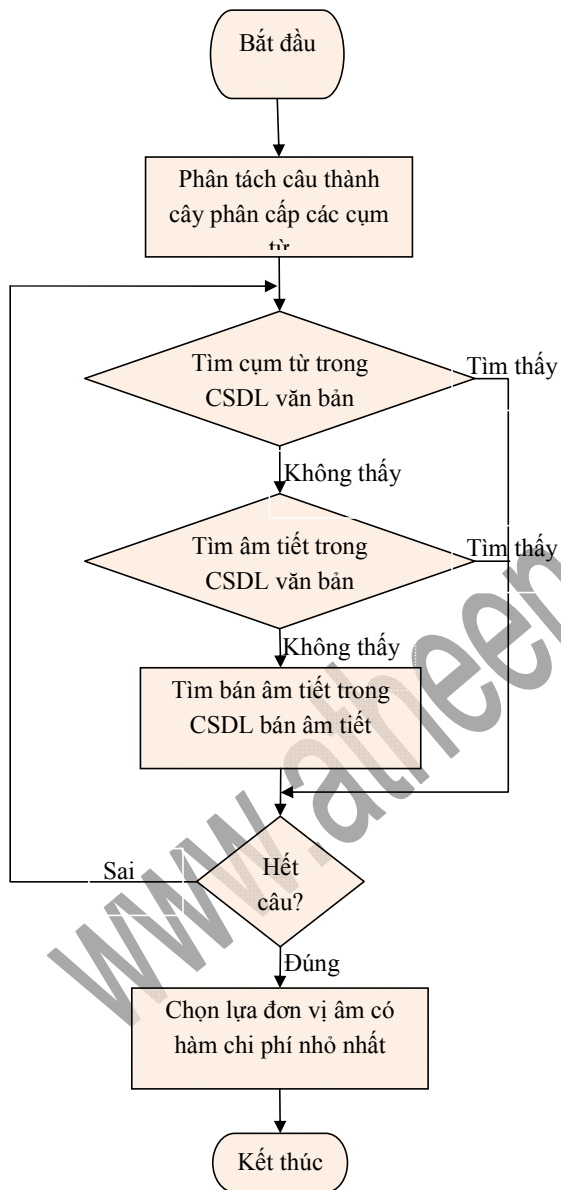 Bắt đầu
Phân tách câu thành
cây phân cấp các cụm
từ
Tìm cụm từ trong
CSDL văn bản
Tìm thấy
Không thấy
Tìm âm tiết trong
CSDL văn bản
Tìm thấy
Không thấy
Tìm bán âm tiết trong
CSDL bán âm tiết
Hết
câu?
Sai
Đúng
Chọn lựa đơn vị âm có
hàm chi phí nhỏ nhất
Kết thúc